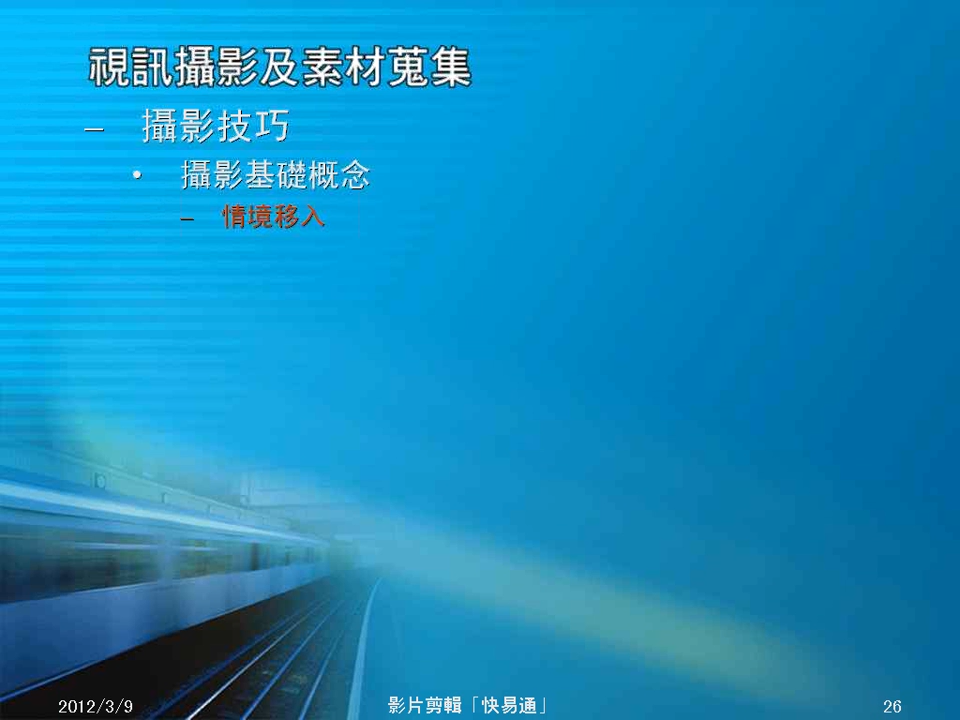 視訊攝影及素材蒐集
– 攝影技巧
• 攝影基礎概念
– 情境移入
2012/3/9 影片剪輯「快易通」 26